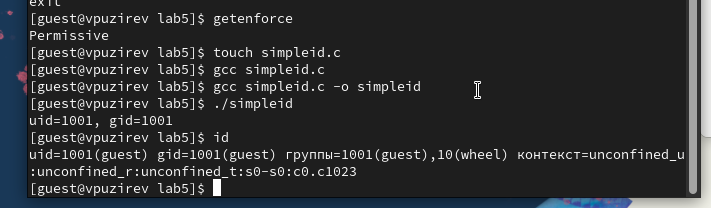 exit
[guest@vpuzirev lab5]$ getenforce
Permissive
[guest@vpuzirev lab5]$ touch simpleid.c
[guest@vpuzirev lab5]$ gcc simpleid.c
[guest@vpuzirev lab5]$ gcc simpleid.c -o simpleid
[guest@vpuzirev lab5]$ ./simpleid
uid=1001, gid=1001
[guest@vpuzirev lab5]$ id
uid=1001(guest) gid=1001(guest) группы=1001(guest),10(wheel) контекст=unconfined_u
:unconfined_r:unconfined_t:s0-s0:c0.c1023
[guest@vpuzirev lab5]$